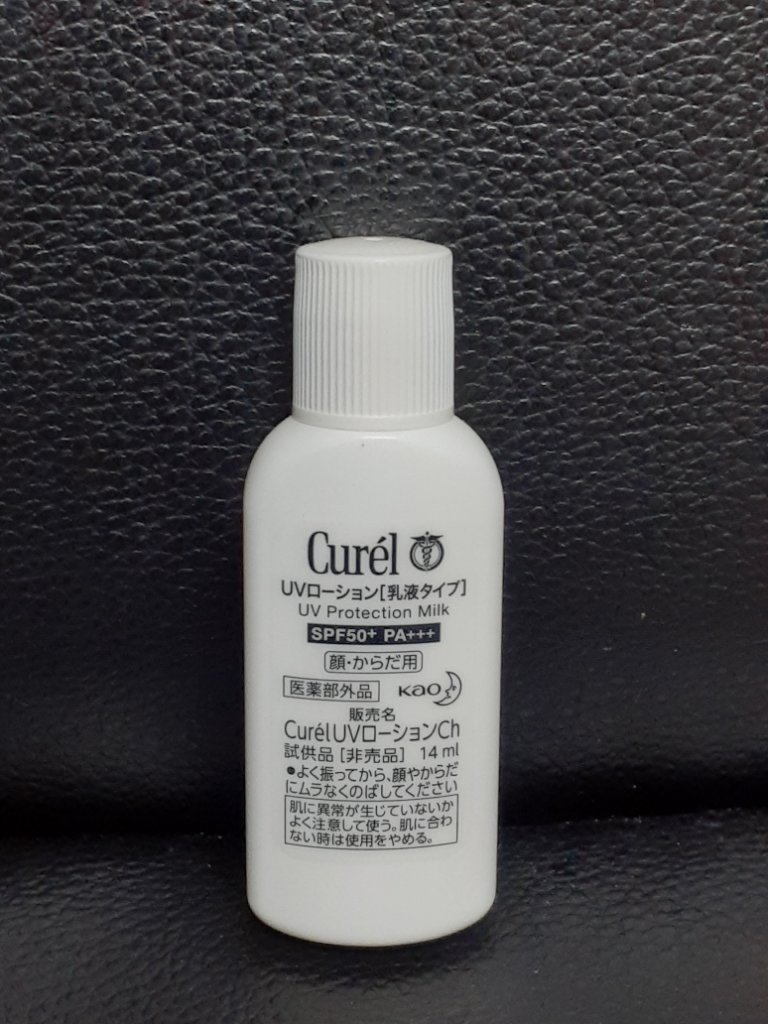 Curél
UVローション[乳液タイプ]
UV Protection Milk
SPF50+ PA+++
顔・からだ用
医薬部外品 Kao
販売名
CurélUVローションCh
試供品 [非売品] 14 ml
●よく振ってから、顔やからだ
にムラなくのばしてください
肌に異常が生じていないか
よく注意して使う。肌に合わ
ない時は使用をやめる。